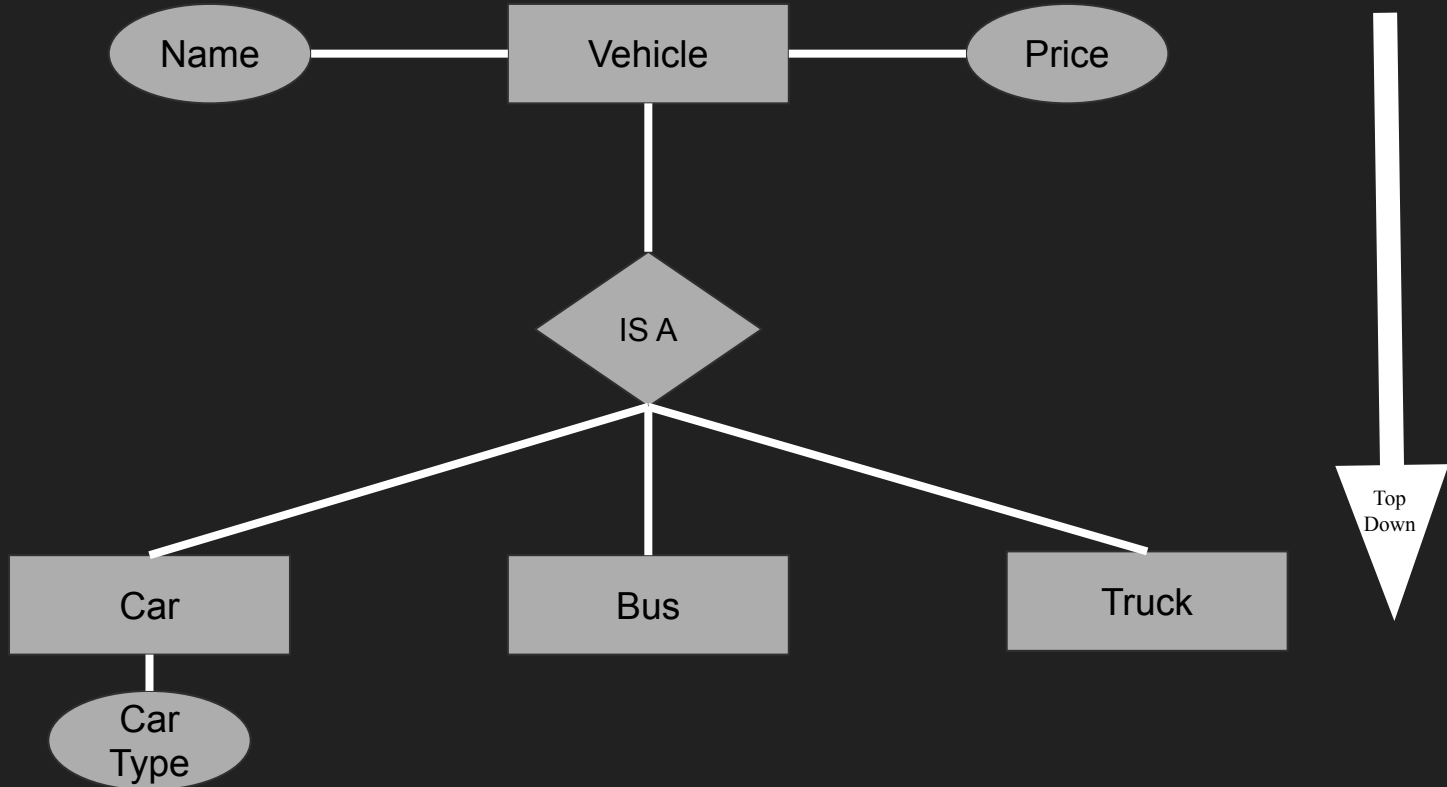 Name
Vehicle
Price
IS A
Top
Down
Car
Bus
Truck
Car
Type